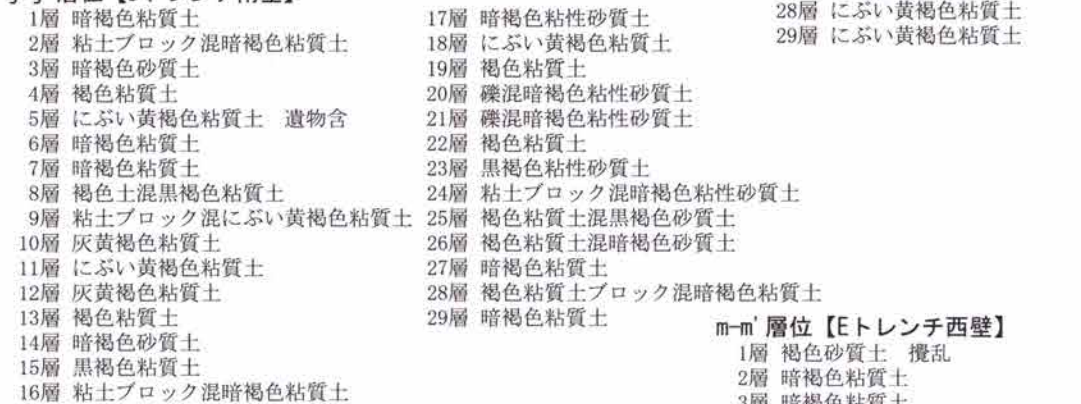 層位【
1層 暗褐色粘質土
2層 粘土ブロック混暗褐色粘質土
3層 暗褐色砂質土
4層 褐色粘質土
5層 にぶい黄褐色粘質土 遺物含
6層 暗褐色粘質土
7層 暗褐色粘質土
8層 褐色土混黒褐色粘質土
9層 粘土ブロック混にぶい黄褐色粘質土
10層 灰黄褐色粘質土
11層 にぶい黄褐色粘質土
12層 灰黄褐色粘質土
13層 褐色粘質土
14層 暗褐色砂質土
15層 黒褐色粘質土
16層 粘土ブロック混暗褐色粘質土
17層 暗褐色粘性砂質土
18層 にぶい黄褐色粘質土
19層 褐色粘質土
20層 礫混暗褐色粘性砂質土
21層 礫混暗褐色粘性砂質土
22層 褐色粘質土
23層 黒褐色粘性砂質土
24層 粘土ブロック混暗褐色粘性砂質土
25層 褐色粘質土混黒褐色砂質土
26層 褐色粘質土混暗褐色砂質土
27層 暗褐色粘質土
28層 褐色粘質土ブロック混暗褐色粘質土
29層 暗褐色粘質土
28層 にぶい黄褐色粘質土
29層 にぶい黄褐色粘質土
m-m'層位【Eトレンチ西壁】
1層 褐色砂質土 攪乱
2層 暗褐色粘質土
3層 暗褐色粘質土